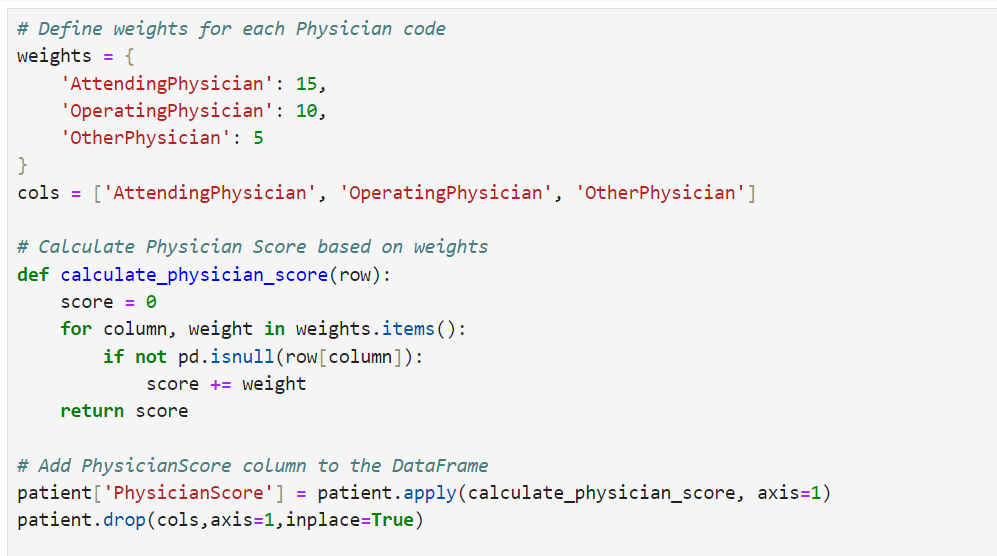 # Define weights for each Physician code
weights = {
    'AttendingPhysician': 15,
    'OperatingPhysician': 10,
    'OtherPhysician': 5
}
cols = ['AttendingPhysician', 'OperatingPhysician', 'OtherPhysician']

# Calculate Physician Score based on weights
def calculate_physician_score(row):
    score = 0
    for column, weight in weights.items():
        if not pd.isnull(row[column]):
            score += weight
    return score

# Add PhysicianScore column to the DataFrame
patient['PhysicianScore'] = patient.apply(calculate_physician_score, axis=1)
patient.drop(cols,axis=1,inplace=True)